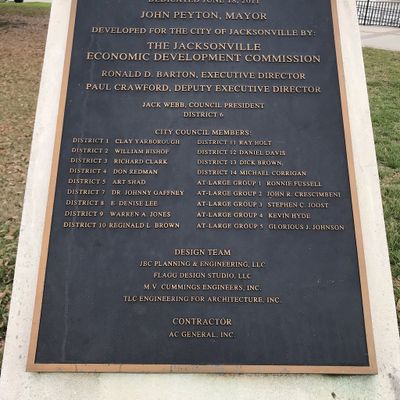 DEDICATED JUNE 18, 2011
JOHN PEYTON, MAYOR
DEVELOPED FOR THE CITY OF JACKSONVILLE BY:
THE JACKSONVILLE
ECONOMIC DEVELOPMENT COMMISSION
RONALD D. BARTON, EXECUTIVE DIRECTOR
PAUL CRAWFORD, DEPUTY EXECUTIVE DIRECTOR
JACK WEBB, COUNCIL PRESIDENT
DISTRICT 6
CITY COUNCIL MEMBERS:
DISTRICT 1 CLAY YARBOROUGH
DISTRICT 2 WILLIAM BISHOP
DISTRICT 3 RICHARD CLARK
DISTRICT 4 DON REDMAN
DISTRICT 5 ART SHAD
DISTRICT 7 DR. JOHNNY GAFFNEY
DISTRICT 8 E. DENISE LEE
DISTRICT 9 WARREN A. JONES
DISTRICT 10 REGINALD L. BROWN
DISTRICT 11 RAY HOLT
DISTRICT 12 DANIEL DAVIS
DISTRICT 13 DICK BROWN,
DISTRICT 14 MICHAEL CORRIGAN
AT-LARGE GROUP 1 RONNIE FUSSELL
AT-LARGE GROUP 2 JOHN R. CRESCIMBENI
AT-LARGE GROUP 3 STEPHEN C. JOOST
AT-LARGE GROUP 4 KEVIN HYDE
AT-LARGE GROUP 5 GLORIOUS J. JOHNSON
DESIGN TEAM
JBC PLANNING & ENGINEERING, LLC
FLAGG DESIGN STUDIO, LLC
M.V. CUMMINGS ENGINEERS, INC.
TLC ENGINEERING FOR ARCHITECTURE, INC.
CONTRACTOR
AC GENERAL, INC.